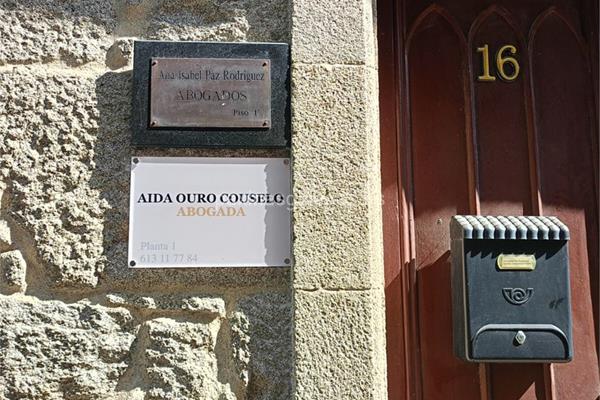 Ana Isabel Paz Rodríguez
ABOGADOS
Piso 1
AIDA OURO COUSELO
ABOGADA
Planta 1
613 11 77 84
16